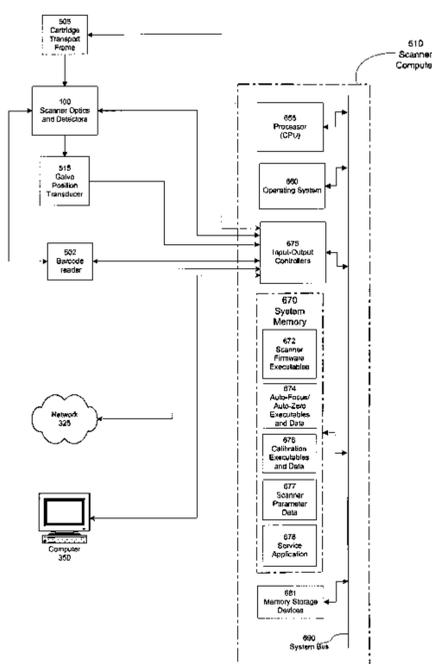 505
Cartridge
Transport
Frame
510
Scanner
Computer
100
Scanner Optics
and Detectors
655
Processor
(CPU)
515
Galvo
Position
Transducer
660
Operating System
502
Barcode
reader
675
Input-Output
Controllers
670
System
Memory
672
Scanner
Firmware
Executables
674
Auto-Focus/
Auto-Zero
Executables
and Data
Network
325
676
Calibration
Executables
and Data
677
Scanner
Parameter
Data
Computer
350
678
Service
Application
681
Memory Storage
Devices
690
System Bus